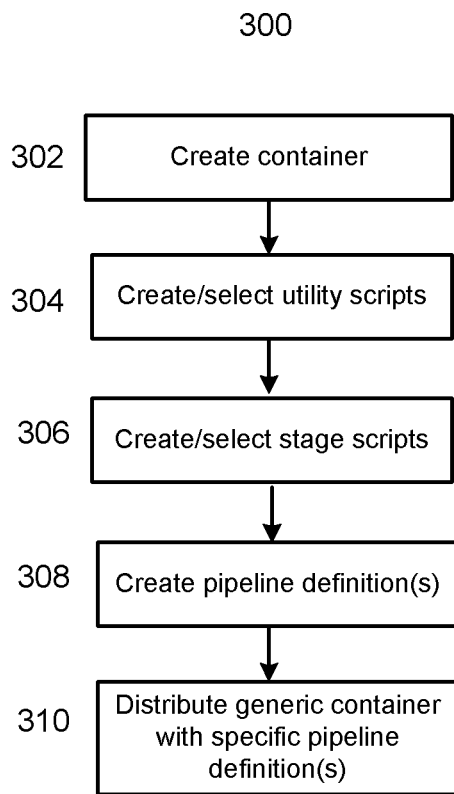 300
302
Create container
304
Create/select utility scripts
306
Create/select stage scripts
308
Create pipeline definition(s)
310
Distribute generic container
with specific pipeline
definition(s)